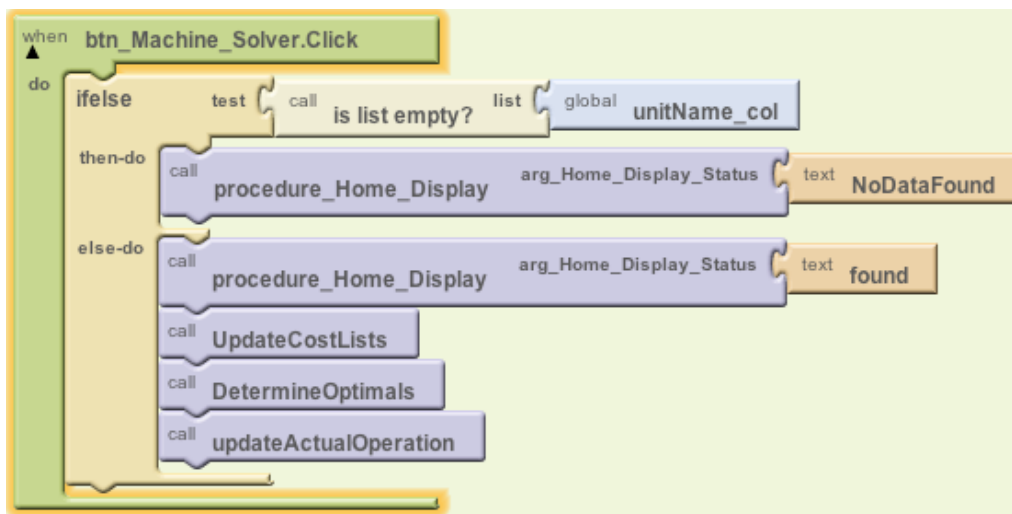 when btn_Machine_Solver.Click
do
ifelse test call is list empty? list global unitName_col
then-do call procedure_Home_Display arg_Home_Display_Status text NoDataFound
else-do call procedure_Home_Display arg_Home_Display_Status text found
call UpdateCostLists
call DetermineOptimals
call updateActualOperation